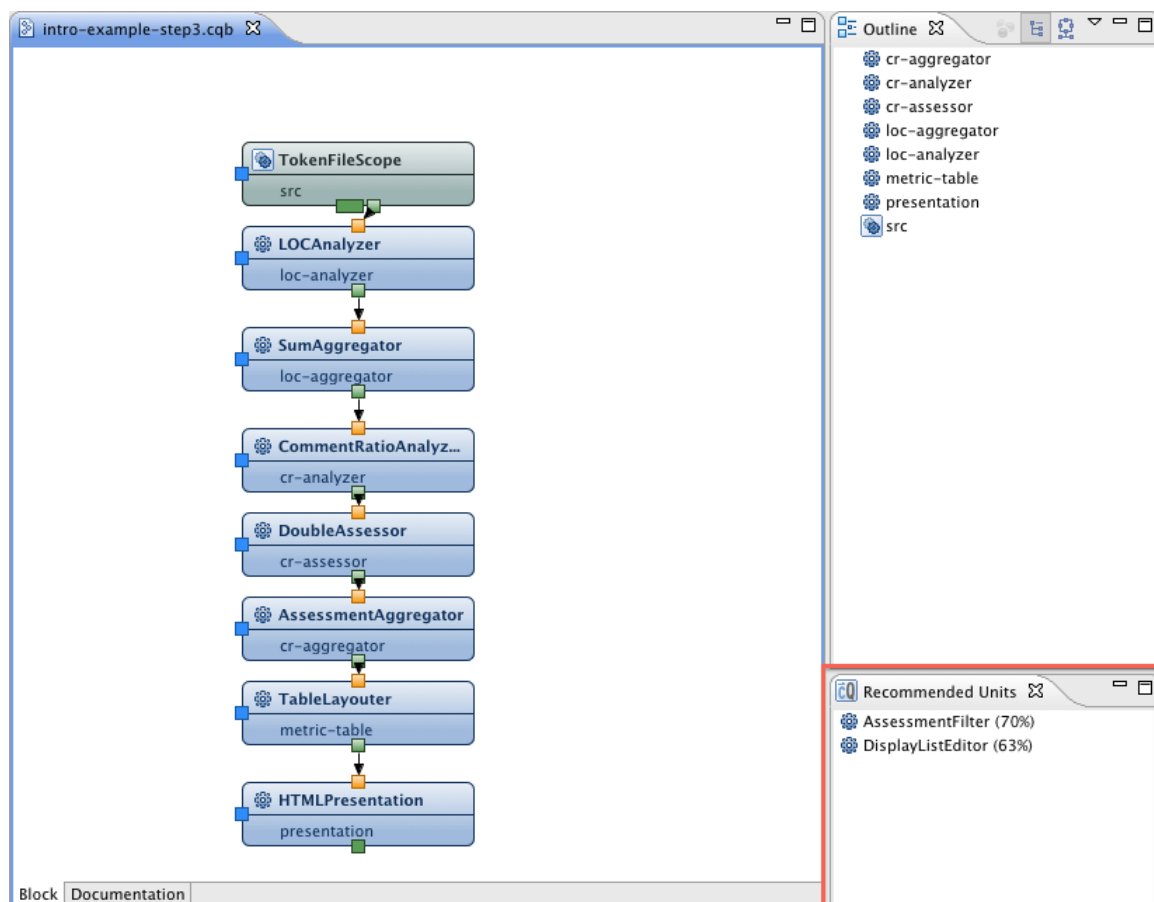 intro-example-step3.cqb
TokenFileScope
src
LOCAnalyzer
loc-analyzer
SumAggregator
loc-aggregator
CommentRatioAnalyz...
cr-analyzer
DoubleAssessor
cr-assessor
AssessmentAggregator
cr-aggregator
TableLayouter
metric-table
HTMLPresentation
presentation
Block Documentation
Outline
cr-aggregator
cr-analyzer
cr-assessor
loc-aggregator
loc-analyzer
metric-table
presentation
src
cQ Recommended Units
AssessmentFilter (70%)
DisplayListEditor (63%)